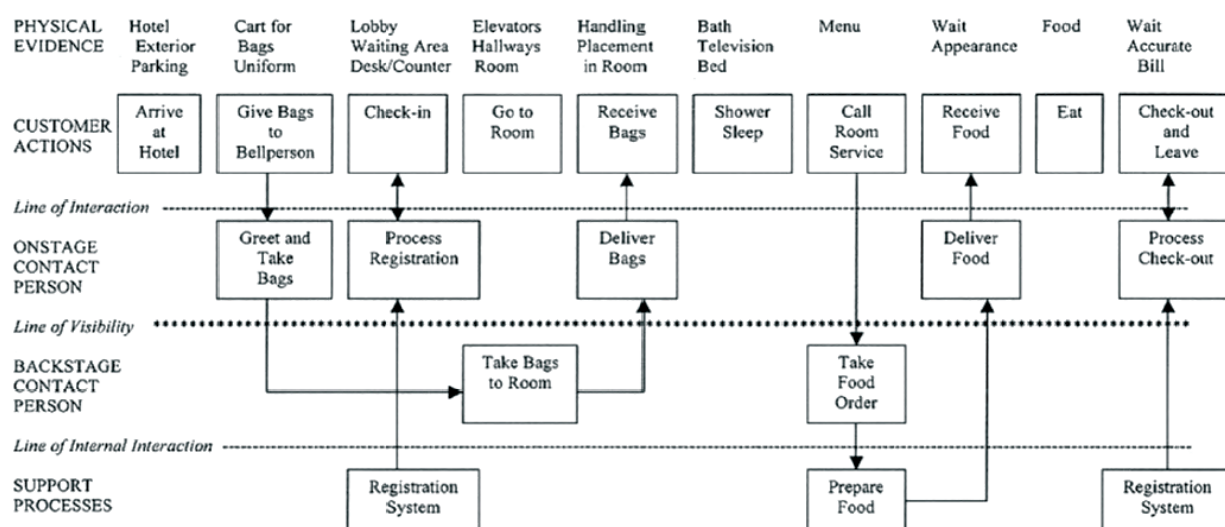 PHYSICAL
EVIDENCE
Hotel
Exterior
Parking
Cart for
Bags
Uniform
Lobby
Waiting Area
Desk/Counter
Elevators
Hallways
Room
Handling
Placement
in Room
Bath
Television
Bed
Menu
Wait
Appearance
Food
Wait
Accurate
Bill
CUSTOMER
ACTIONS
Arrive
at
Hotel
Give Bags
to
Bellperson
Check-in
Go to
Room
Receive
Bags
Shower
Sleep
Call
Room
Service
Receive
Food
Eat
Check-out
and
Leave
Line of Interaction
ONSTAGE
CONTACT
PERSON
Greet and
Take
Bags
Process
Registration
Deliver
Bags
Deliver
Food
Process
Check-out
Line of Visibility
BACKSTAGE
CONTACT
PERSON
Take Bags
to Room
Take
Food
Order
Line of Internal Interaction
SUPPORT
PROCESSES
Registration
System
Prepare
Food
Registration
System